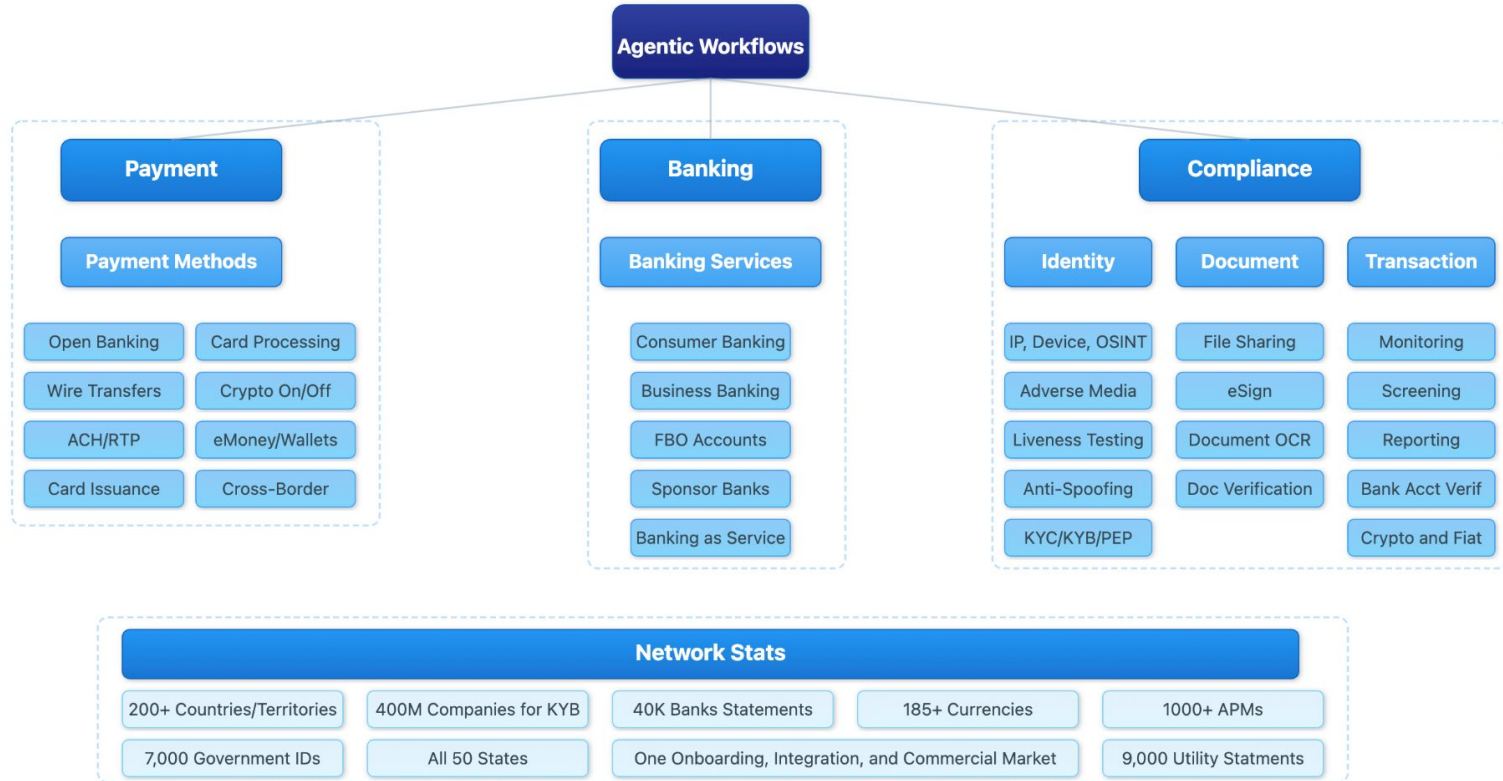 Agentic Workflows
Payment
Payment Methods
Open Banking
Card Processing
Wire Transfers
Crypto On/Off
ACH/RTP
eMoney/Wallets
Card Issuance
Cross-Border
Banking
Banking Services
Consumer Banking
Business Banking
FBO Accounts
Sponsor Banks
Banking as Service
Compliance
Identity
IP, Device, OSINT
Adverse Media
Liveness Testing
Anti-Spoofing
KYC/KYB/PEP
Document
File Sharing
eSign
Document OCR
Doc Verification
Transaction
Monitoring
Screening
Reporting
Bank Acct Verif
Crypto and Fiat
Network Stats
200+ Countries/Territories
400M Companies for KYB
40K Banks Statements
185+ Currencies
1000+ APMs
7,000 Government IDs
All 50 States
One Onboarding, Integration, and Commercial Market
9,000 Utility Statments